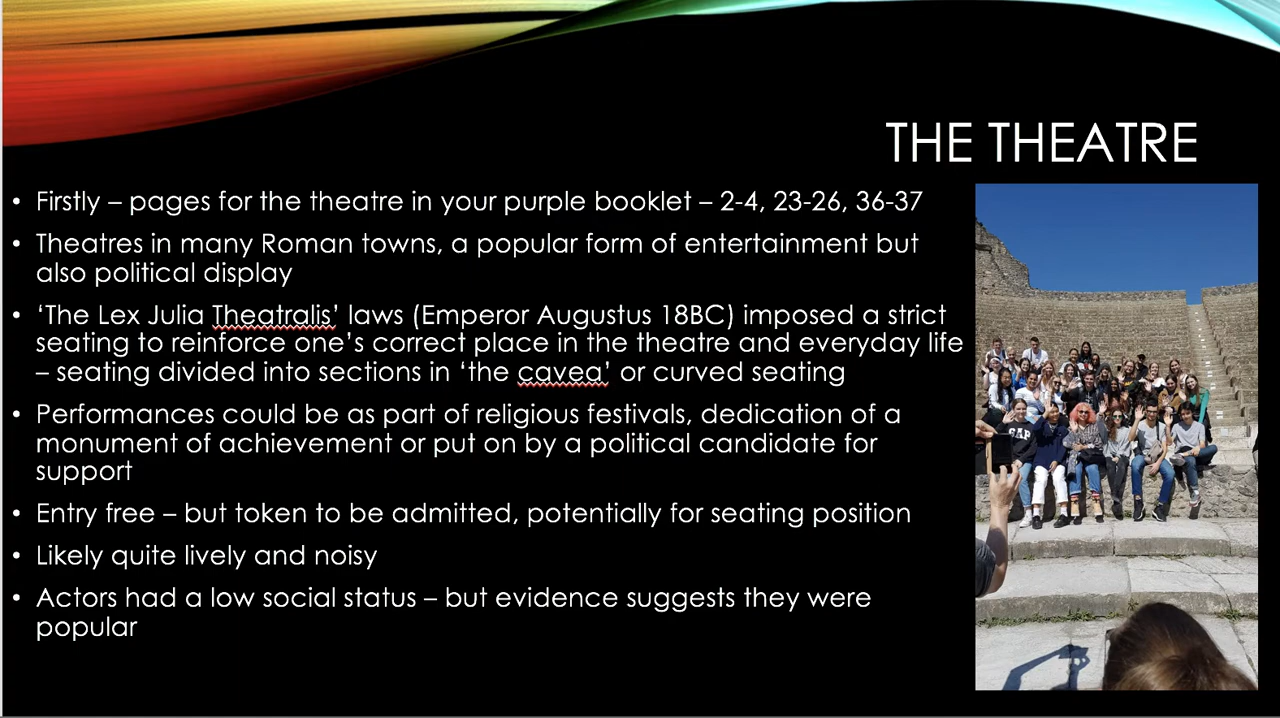 THE THEATRE
• Firstly – pages for the theatre in your purple booklet – 2-4, 23-26, 36-37
• Theatres in many Roman towns, a popular form of entertainment but
also political display
• ‘The Lex Julia Theatralis’ laws (Emperor Augustus 18BC) imposed a strict
seating to reinforce one’s correct place in the theatre and everyday life
– seating divided into sections in ‘the cavea’ or curved seating
• Performances could be as part of religious festivals, dedication of a
monument of achievement or put on by a political candidate for
support
• Entry free – but token to be admitted, potentially for seating position
• Likely quite lively and noisy
• Actors had a low social status – but evidence suggests they were
popular
GAP